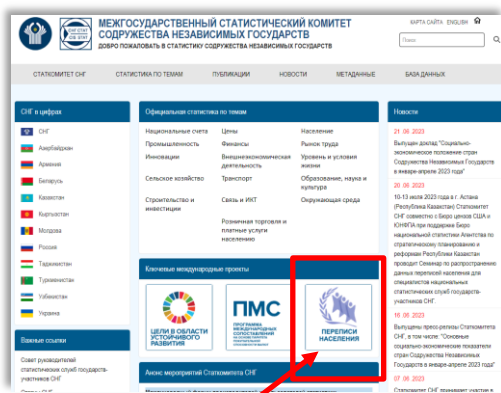 МЕЖГОСУДАРСТВЕННЫЙ СТАТИСТИЧЕСКИЙ КОМИТЕТ
СОДРУЖЕСТВА НЕЗАВИСИМЫХ ГОСУДАРСТВ
ДОБРО ПОЖАЛОВАТЬ В СТАТИСТИКУ СОДРУЖЕСТВА НЕЗАВИСИМЫХ ГОСУДАРСТВ
КАРТА САЙТА ENGLISH
Поиск
СТАТКОМИТЕТ СНГ СТАТИСТИКА ПО ТЕМАМ ПУБЛИКАЦИИ НОВОСТИ МЕТАДАННЫЕ БАЗА ДАННЫХ
СНГ в цифрах
СНГ
Азербайджан
Армения
Беларусь
Казахстан
Кыргызстан
Молдова
Россия
Таджикистан
Туркменистан
Узбекистан
Украина
Важные ссылки
Совет руководителей
статистических служб государств-
участников СНГ
Официальная статистика по темам
Национальные счета Цены Население
Промышленность Финансы Рынок труда
Инновации Внешнеэкономическая деятельность Уровень и условия жизни
Сельское хозяйство Транспорт Образование, наука и культура
Строительство и инвестиции Связь и ИКТ Окружающая среда
Розничная торговля и
платные услуги
населению
Ключевые международные проекты
ЦЕЛИ В ОБЛАСТИ
УСТОЙЧИВОГО
РАЗВИТИЯ
ПМС
ПРОГРАММА
МЕЖДУНАРОДНЫХ
СОПОСТАВЛЕНИЙ
ПЕРЕПИСИ
НАСЕЛЕНИЯ
Анонс мероприятий Статкомитета СНГ
Новости
21 06 2023
Выпущен доклад "Социально-
экономическое положение стран
Содружества Независимых Государств
в январе-апреле 2023 года"
20 06 2023
10-13 июля 2023 года в г. Астана
(Республика Казахстан) Статкомитет
СНГ совместно с Бюро цензов США и
ЮНФПА при поддержке Бюро
национальной статистики Агентства по
стратегическому планированию и
реформам Республики Казахстан
проводит Семинар по распространению
данных переписей населения для
специалистов национальных
статистических служб государств-
участников СНГ.
16 06 2023
Выпущены пресс-релизы Статкомитета
СНГ, в том числе: "Основные
социально-экономические показатели
стран Содружества Независимых
Государств в январе-апреле 2023 года"
07 06 2023
Статкомитет СНГ принимает участие в